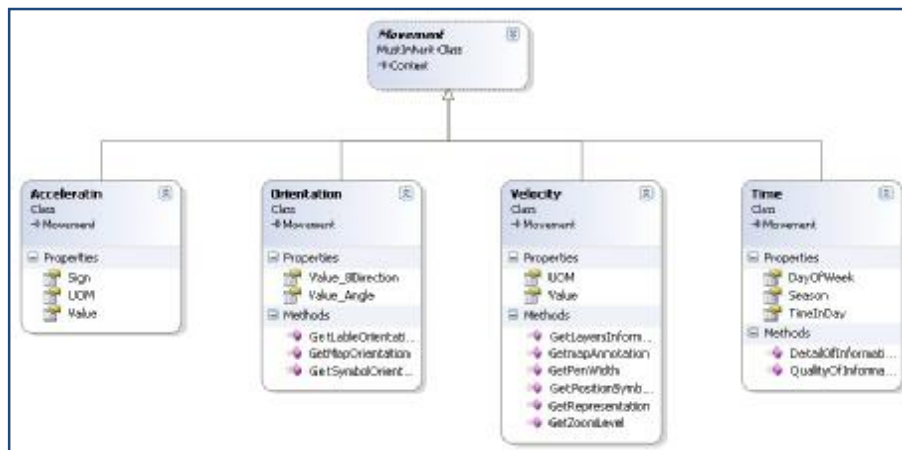 Movement
MustInherit Class
Context
Acceleratin
Class
Movement
Properties
Sign
UOM
Value
Orientation
Class
Movement
Properties
Value_8Direction
Value_Angle
Methods
GetLableOrientati...
GetMapOrientation
GetSymbolOrient...
Velocity
Class
Movement
Properties
UOM
Value
Methods
GetLayersInform...
GetmapAnnotation
GetPenWidth
GetPositionSymb...
GetRepresentation
GetZoomLevel
Time
Class
Movement
Properties
DayOfWeek
Season
TimeInDay
Methods
DetailOfInformati...
QualityOfInforma...